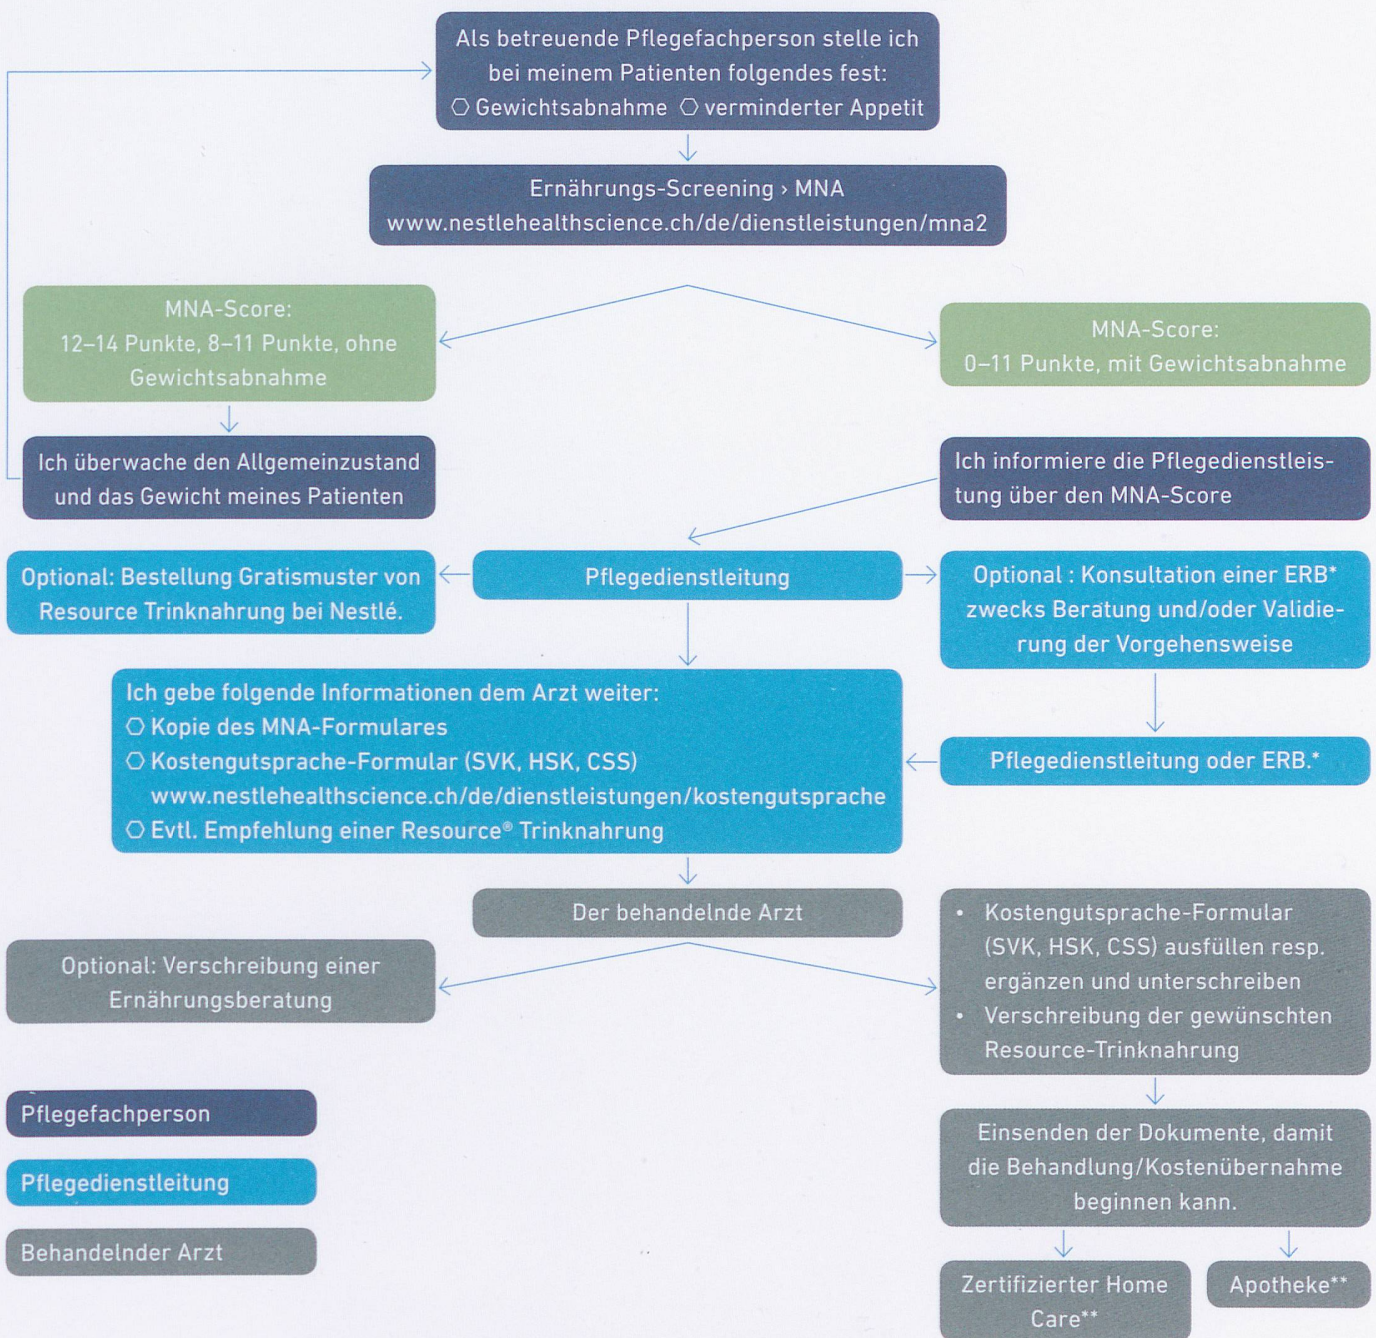 Als betreuende Pflegefachperson stelle ich
bei meinem Patienten folgendes fest:
⎔ Gewichtsabnahme ⎔ verminderter Appetit
Ernährungs-Screening › MNA
www.nestlehealthscience.ch/de/dienstleistungen/mna2
MNA-Score:
12–14 Punkte, 8–11 Punkte, ohne
Gewichtsabnahme
MNA-Score:
0–11 Punkte, mit Gewichtsabnahme
Ich überwache den Allgemeinzustand
und das Gewicht meines Patienten
Ich informiere die Pflegedienstleis-
tung über den MNA-Score
Optional: Bestellung Gratismuster von
Resource Trinknahrung bei Nestlé.
Pflegedienstleitung
Optional : Konsultation einer ERB*
zwecks Beratung und/oder Validie-
rung der Vorgehensweise
Ich gebe folgende Informationen dem Arzt weiter:
⎔ Kopie des MNA-Formulares
⎔ Kostengutsprache-Formular (SVK, HSK, CSS)
www.nestlehealthscience.ch/de/dienstleistungen/kostengutsprache
⎔ Evtl. Empfehlung einer Resource® Trinknahrung
Pflegedienstleitung oder ERB.*
Der behandelnde Arzt
Optional: Verschreibung einer
Ernährungsberatung
• Kostengutsprache-Formular
(SVK, HSK, CSS) ausfüllen resp.
ergänzen und unterschreiben
• Verschreibung der gewünschten
Resource-Trinknahrung
Pflegefachperson
Pflegedienstleitung
Behandelnder Arzt
Einsenden der Dokumente, damit
die Behandlung/Kostenübernahme
beginnen kann.
Zertifizierter Home
Care**
Apotheke**